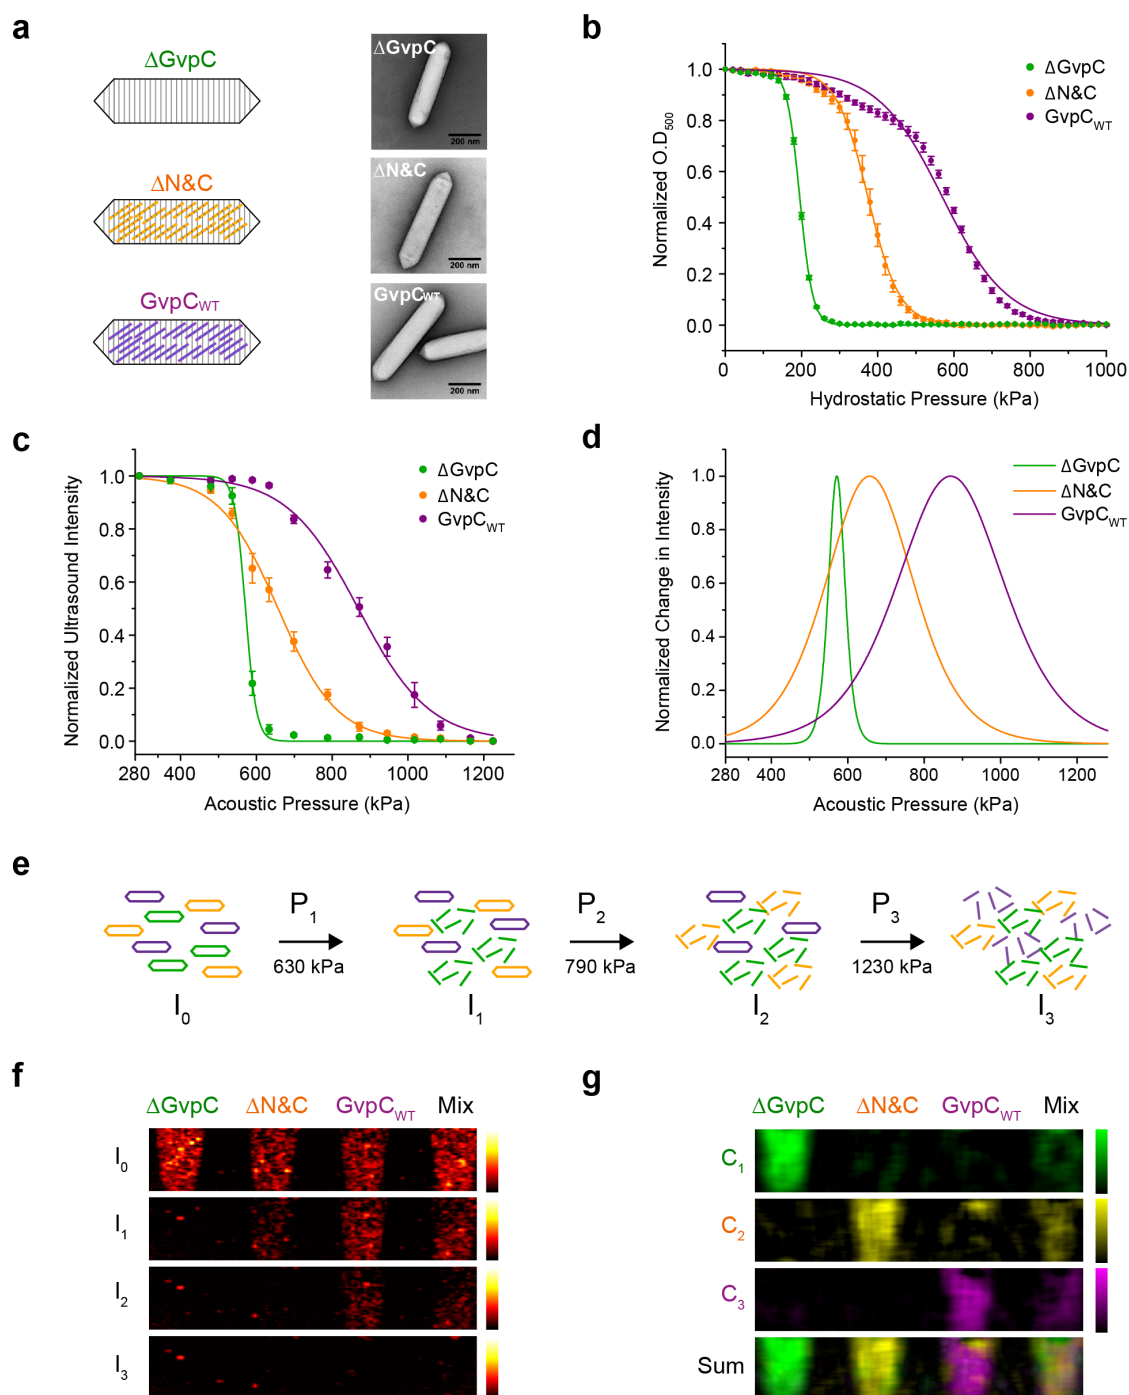 a
ΔGvpC
ΔN&C
GvpCWT
ΔGvpC
200 nm
ΔN&C
200 nm
GvpCWT
200 nm
b
Normalized O.D500
1.0
0.8
0.6
0.4
0.2
0.0
0 200 400 600 800 1000
Hydrostatic Pressure (kPa)
ΔGvpC
ΔN&C
GvpCWT
c
Normalized Ultrasound Intensity
1.0
0.8
0.6
0.4
0.2
0.0
280 400 600 800 1000 1200
Acoustic Pressure (kPa)
ΔGvpC
ΔN&C
GvpCWT
d
Normalized Change in Intensity
1.0
0.8
0.6
0.4
0.2
0.0
280 400 600 800 1000 1200
Acoustic Pressure (kPa)
ΔGvpC
ΔN&C
GvpCWT
e
P1 P2 P3
630 kPa 790 kPa 1230 kPa
I0 I1 I2 I3
f
ΔGvpC ΔN&C GvpCWT Mix
I0
I1
I2
I3
g
ΔGvpC ΔN&C GvpCWT Mix
C1
C2
C3
Sum